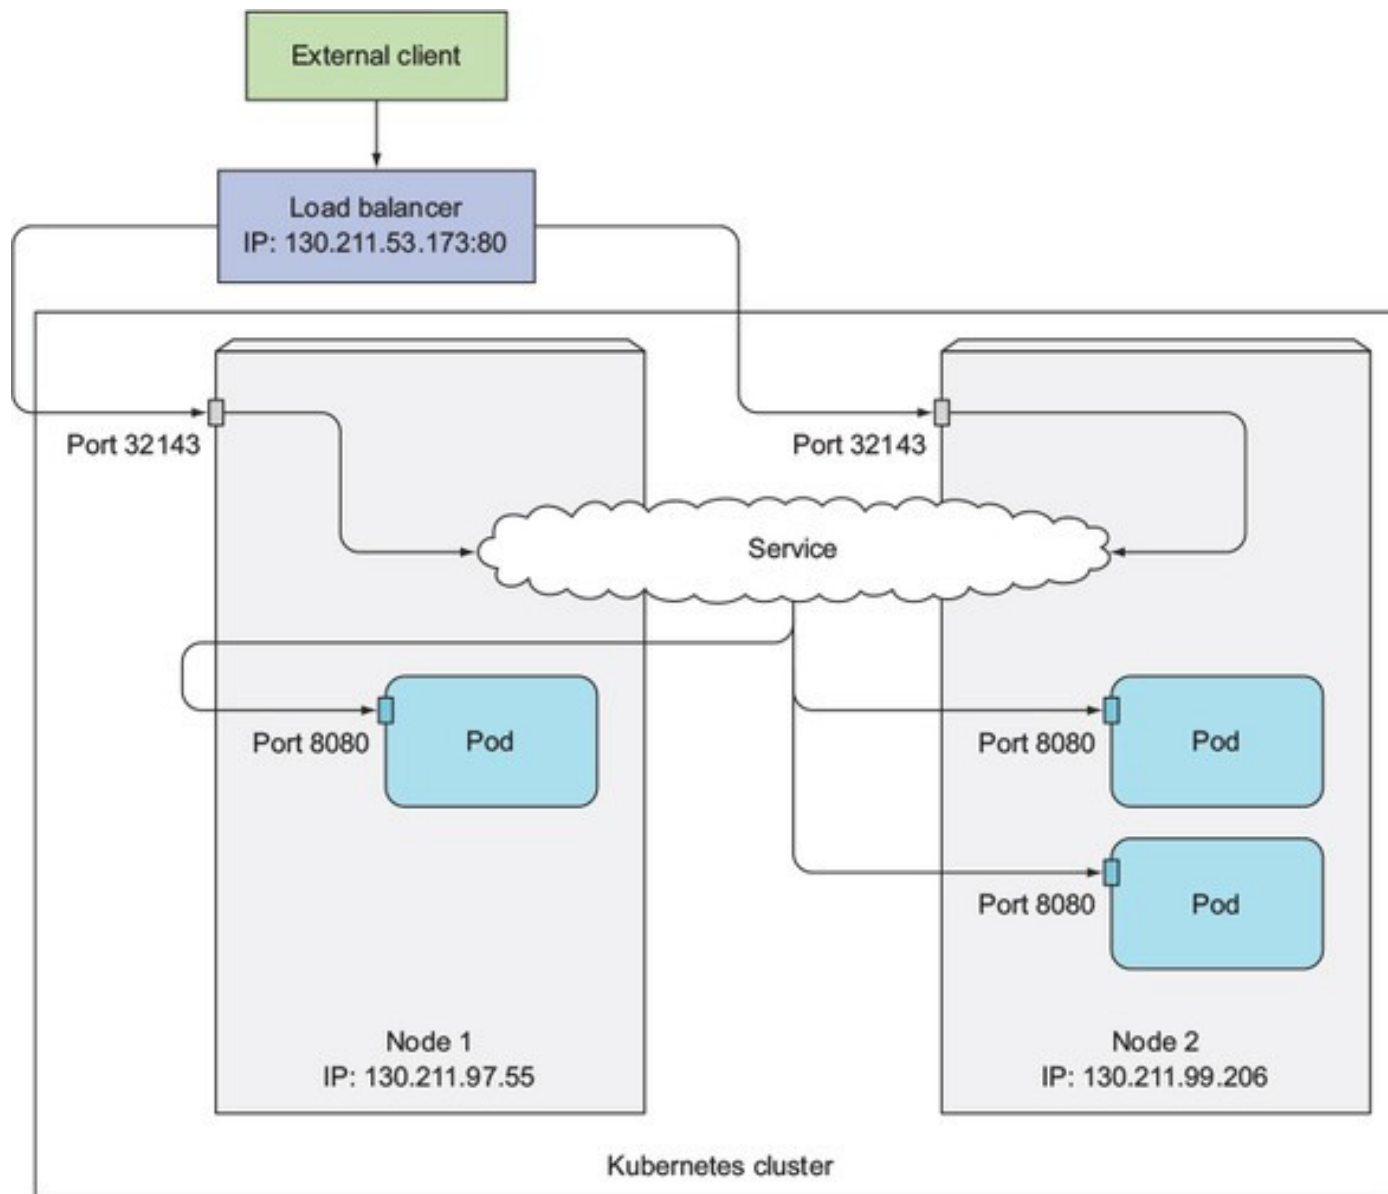 External client
Load balancer
IP: 130.211.53.173:80
Port 32143
Port 32143
Service
Port 8080
Pod
Port 8080
Pod
Port 8080
Pod
Node 1
IP: 130.211.97.55
Node 2
IP: 130.211.99.206
Kubernetes cluster